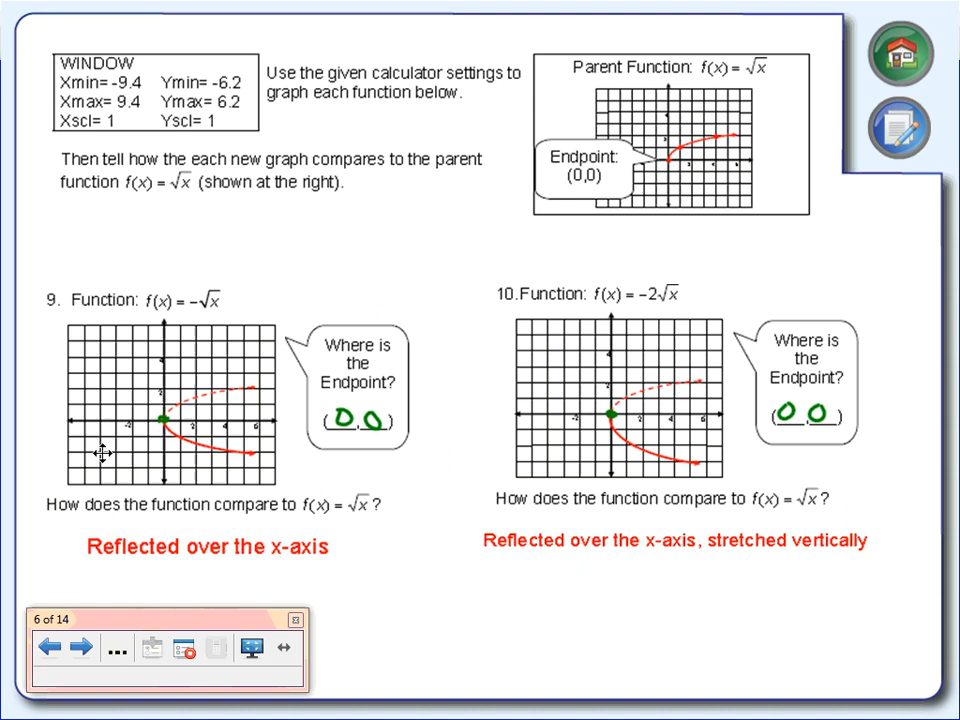 WINDOW
Xmin= -9.4 Ymin= -6.2
Xmax= 9.4 Ymax= 6.2
Xscl= 1 Yscl= 1
Use the given calculator settings to
graph each function below.
Then tell how the each new graph compares to the parent
function f(x) = √x (shown at the right).
Parent Function: f(x) = √x
Endpoint:
(0,0)
9. Function: f(x) = −√x
Where is
the
Endpoint?
(0,0)
How does the function compare to f(x) = √x ?
Reflected over the x-axis
10.Function: f(x) = −2√x
Where is
the
Endpoint?
(0,0)
How does the function compare to f(x) = √x ?
Reflected over the x-axis, stretched vertically
6 of 14